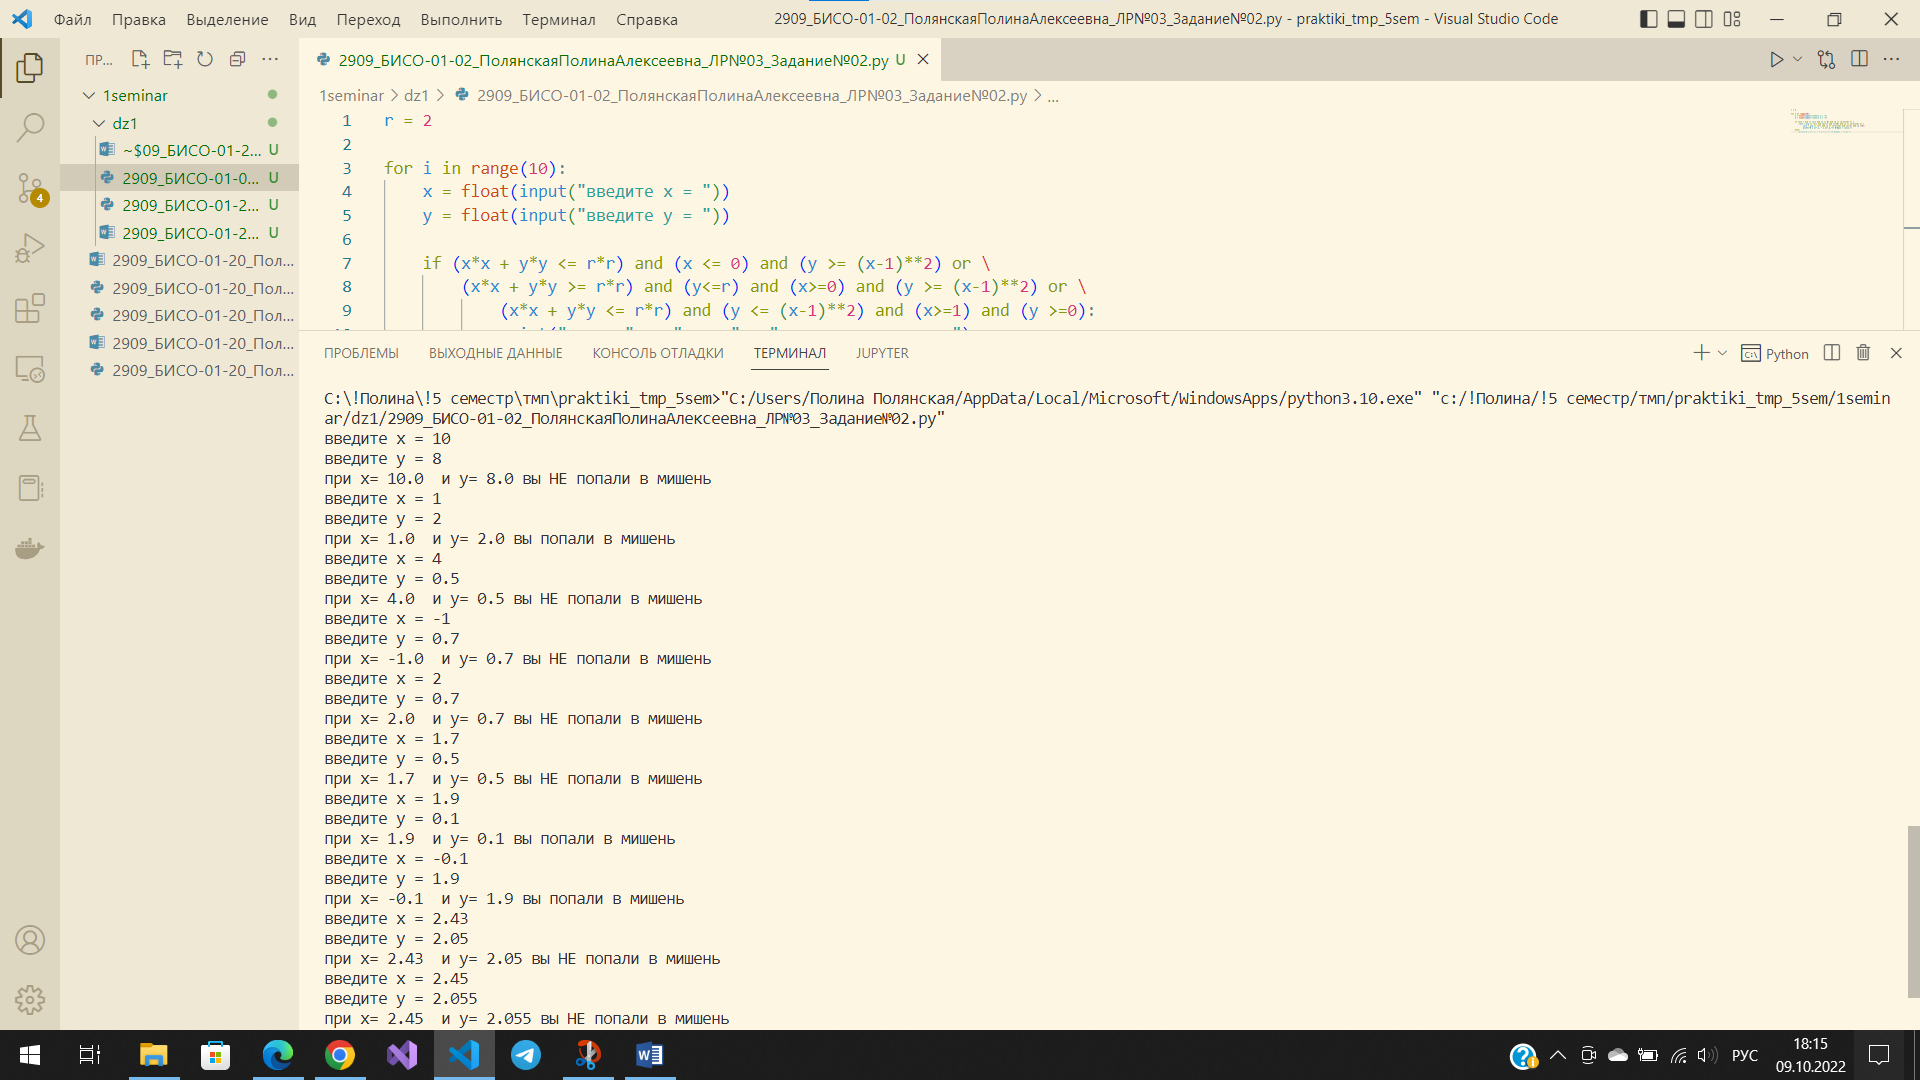 Файл Правка Выделение Вид Переход Выполнить Терминал Справка
2909_БИСО-01-02_ПолянскаяПолинаАлексеевна_ЛР№03_Задание№02.py - praktiki_tmp_5sem - Visual Studio Code
ПР...
2909_БИСО-01-02_ПолянскаяПолинаАлексеевна_ЛР№03_Задание№02.py U
1seminar
dz1
~$09_БИСО-01-2... U
2909_БИСО-01-0... U
2909_БИСО-01-2... U
2909_БИСО-01-2... U
2909_БИСО-01-20_Пол...
2909_БИСО-01-20_Пол...
2909_БИСО-01-20_Пол...
2909_БИСО-01-20_Пол...
2909_БИСО-01-20_Пол...
4
1seminar > dz1 > 2909_БИСО-01-02_ПолянскаяПолинаАлексеевна_ЛР№03_Задание№02.py > ...
1 r = 2
2
3 for i in range(10):
4 x = float(input("введите x = "))
5 y = float(input("введите y = "))
6
7 if (x*x + y*y <= r*r) and (x <= 0) and (y >= (x-1)**2) or \
8 (x*x + y*y >= r*r) and (y<=r) and (x>=0) and (y >= (x-1)**2) or \
9 (x*x + y*y <= r*r) and (y <= (x-1)**2) and (x>=1) and (y >=0):
ПРОБЛЕМЫ ВЫХОДНЫЕ ДАННЫЕ КОНСОЛЬ ОТЛАДКИ ТЕРМИНАЛ JUPYTER
Python
C:\!Полина\!5 семестр\тмп\praktiki_tmp_5sem>"C:/Users/Полина Полянская/AppData/Local/Microsoft/WindowsApps/python3.10.exe" "c:/!Полина/!5 семестр/тмп/praktiki_tmp_5sem/1semin
ar/dz1/2909_БИСО-01-02_ПолянскаяПолинаАлексеевна_ЛР№03_Задание№02.py"
введите x = 10
введите y = 8
при x= 10.0  и y= 8.0 вы НЕ попали в мишень
введите x = 1
введите y = 2
при x= 1.0  и y= 2.0 вы попали в мишень
введите x = 4
введите y = 0.5
при x= 4.0  и y= 0.5 вы НЕ попали в мишень
введите x = -1
введите y = 0.7
при x= -1.0  и y= 0.7 вы НЕ попали в мишень
введите x = 2
введите y = 0.7
при x= 2.0  и y= 0.7 вы НЕ попали в мишень
введите x = 1.7
введите y = 0.5
при x= 1.7  и y= 0.5 вы НЕ попали в мишень
введите x = 1.9
введите y = 0.1
при x= 1.9  и y= 0.1 вы попали в мишень
введите x = -0.1
введите y = 1.9
при x= -0.1  и y= 1.9 вы попали в мишень
введите x = 2.43
введите y = 2.05
при x= 2.43  и y= 2.05 вы НЕ попали в мишень
введите x = 2.45
введите y = 2.055
при x= 2.45  и y= 2.055 вы НЕ попали в мишень
РУС
18:15
09.10.2022